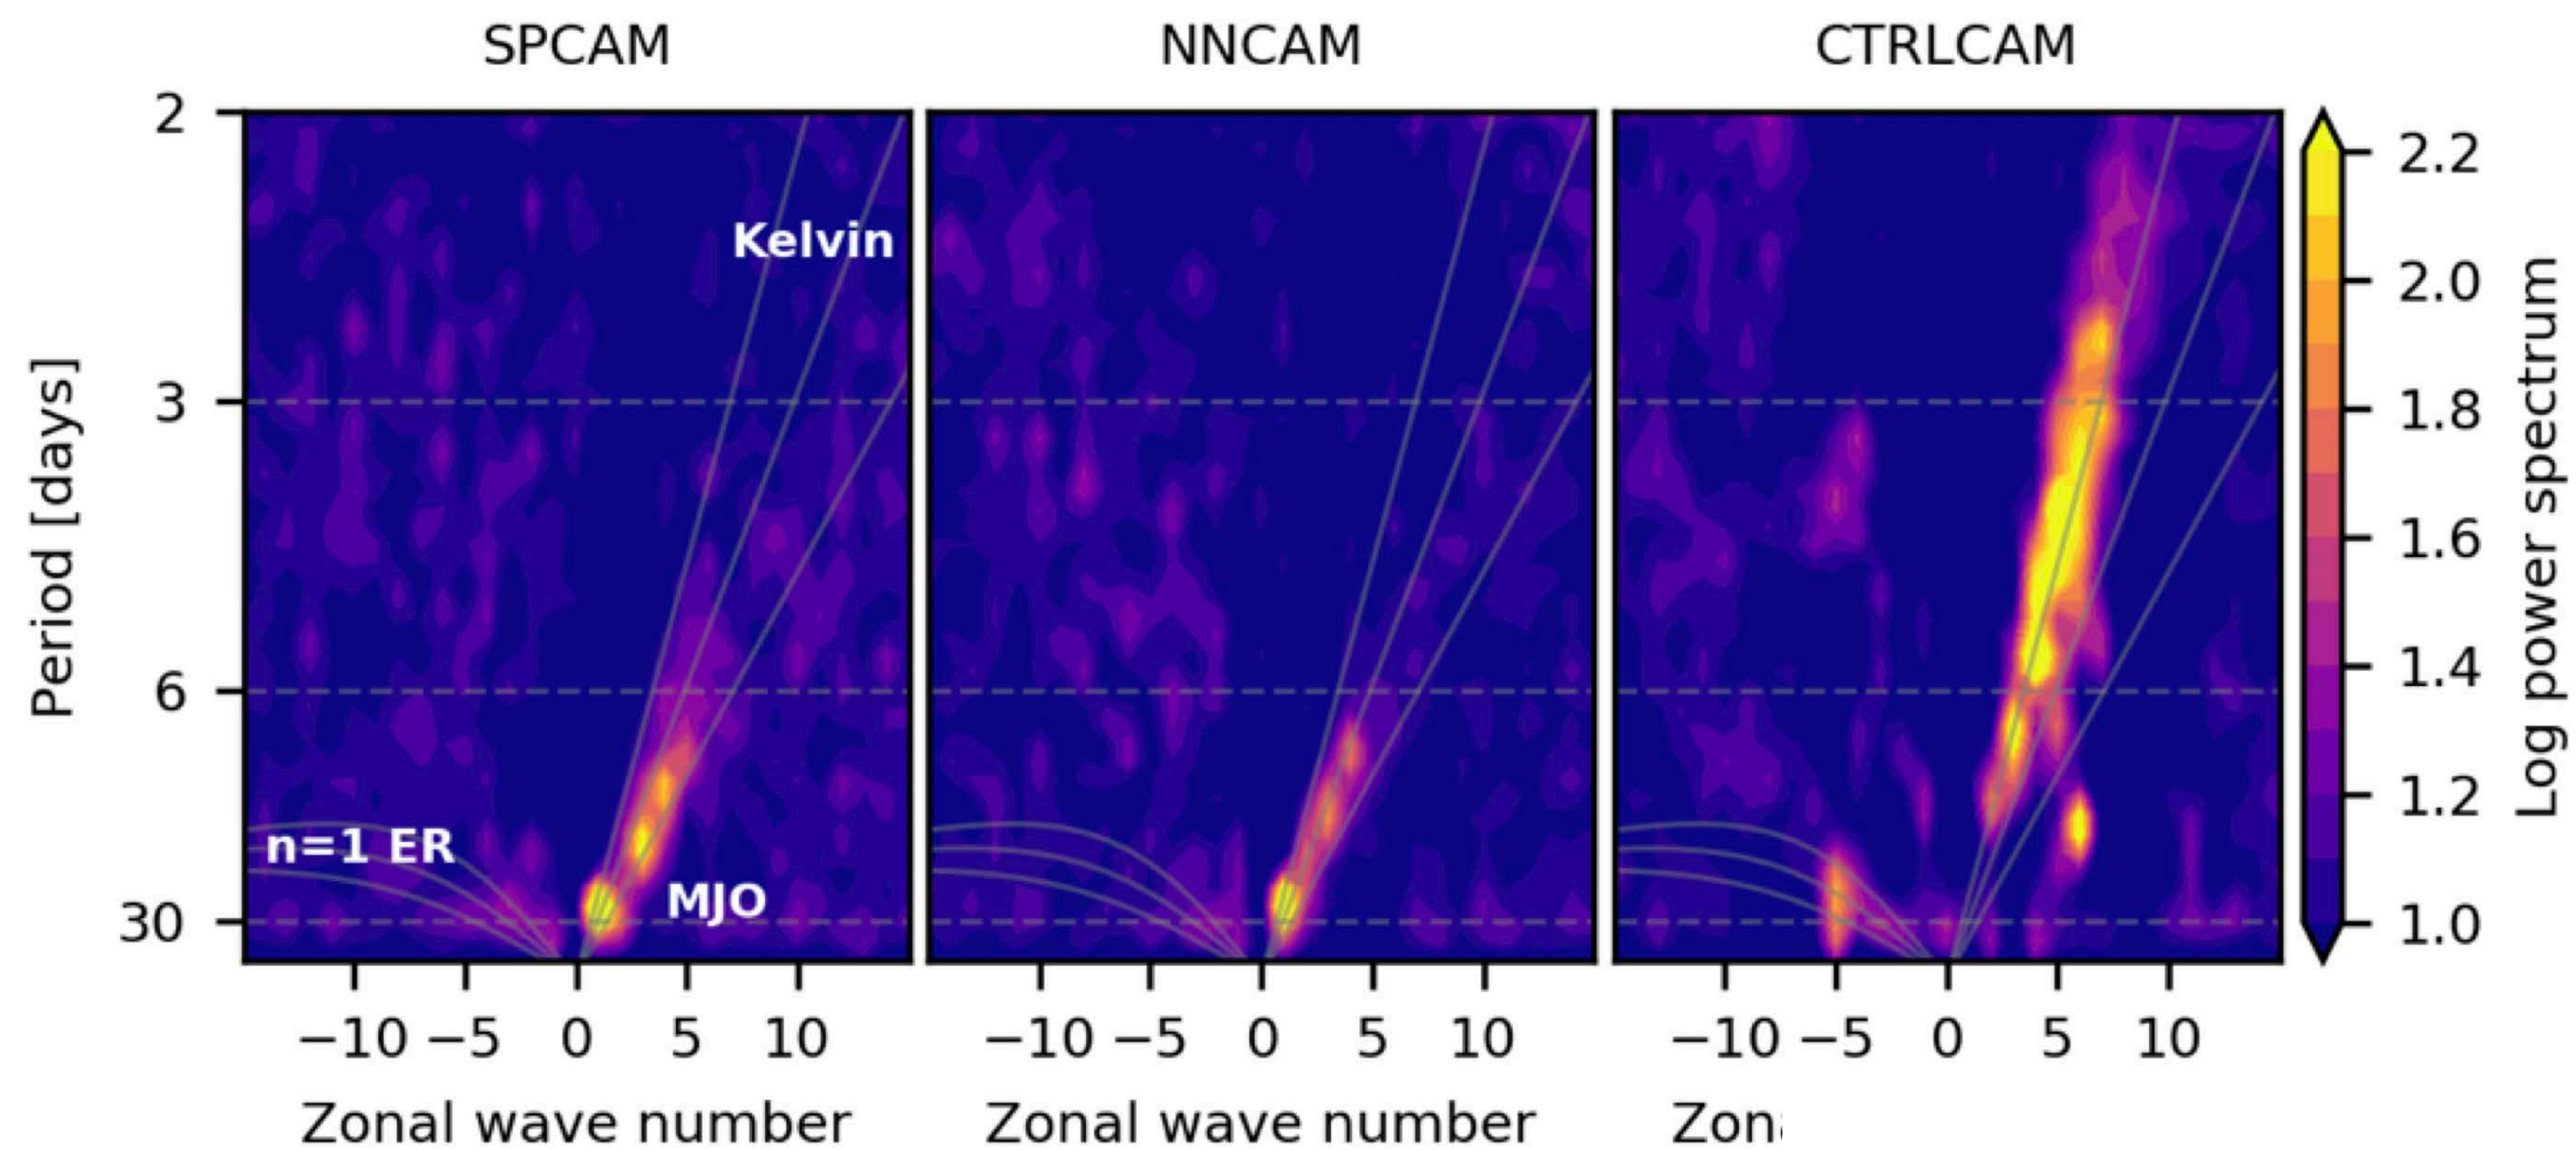 SPCAM NNCAM CTRLCAM
2
3
6
30
Period [days]
Kelvin
n=1 ER
MJO
−10 −5 0 5 10
−10 −5 0 5 10
−10 −5 0 5 10
Zonal wave number
Zonal wave number
2.2
2.0
1.8
1.6
1.4
1.2
1.0
Log power spectrum